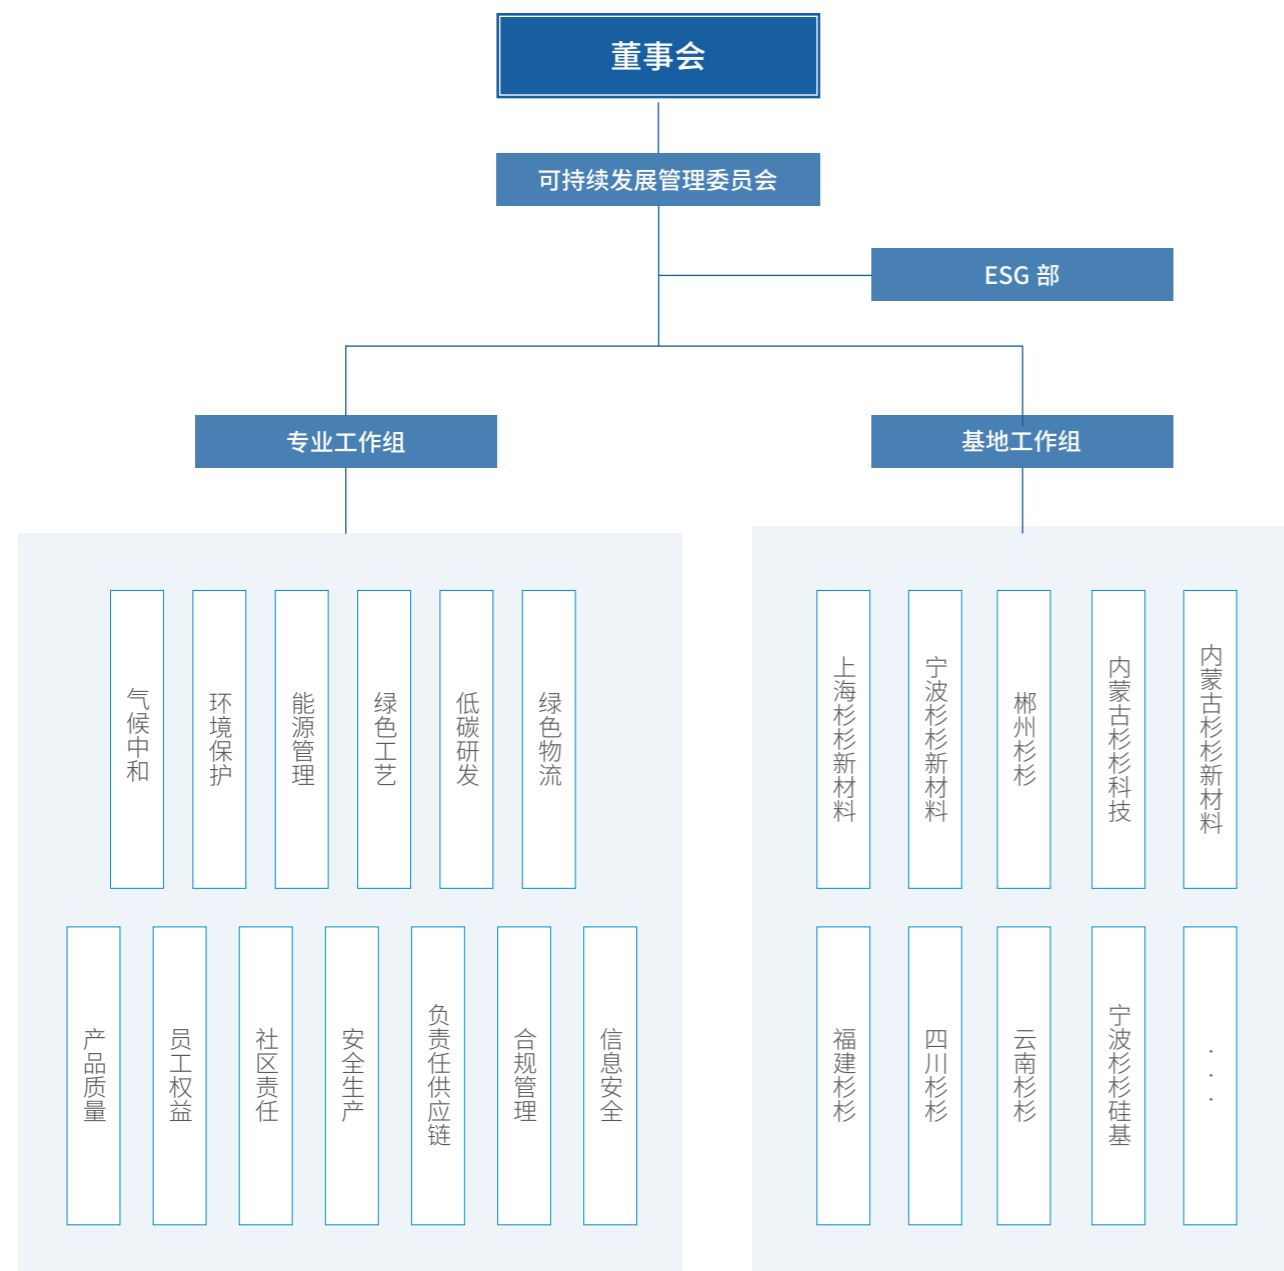 董事会
可持续发展管理委员会
ESG 部
专业工作组
基地工作组
气候中和
环境保护
能源管理
绿色工艺
低碳研发
绿色物流
产品质量
员工权益
社区责任
安全生产
负责任供应链
合规管理
信息安全
上海杉杉新材料
宁波杉杉新材料
郴州杉杉
内蒙古杉杉科技
内蒙古杉杉新材料
福建杉杉
四川杉杉
云南杉杉
宁波杉杉硅基
...